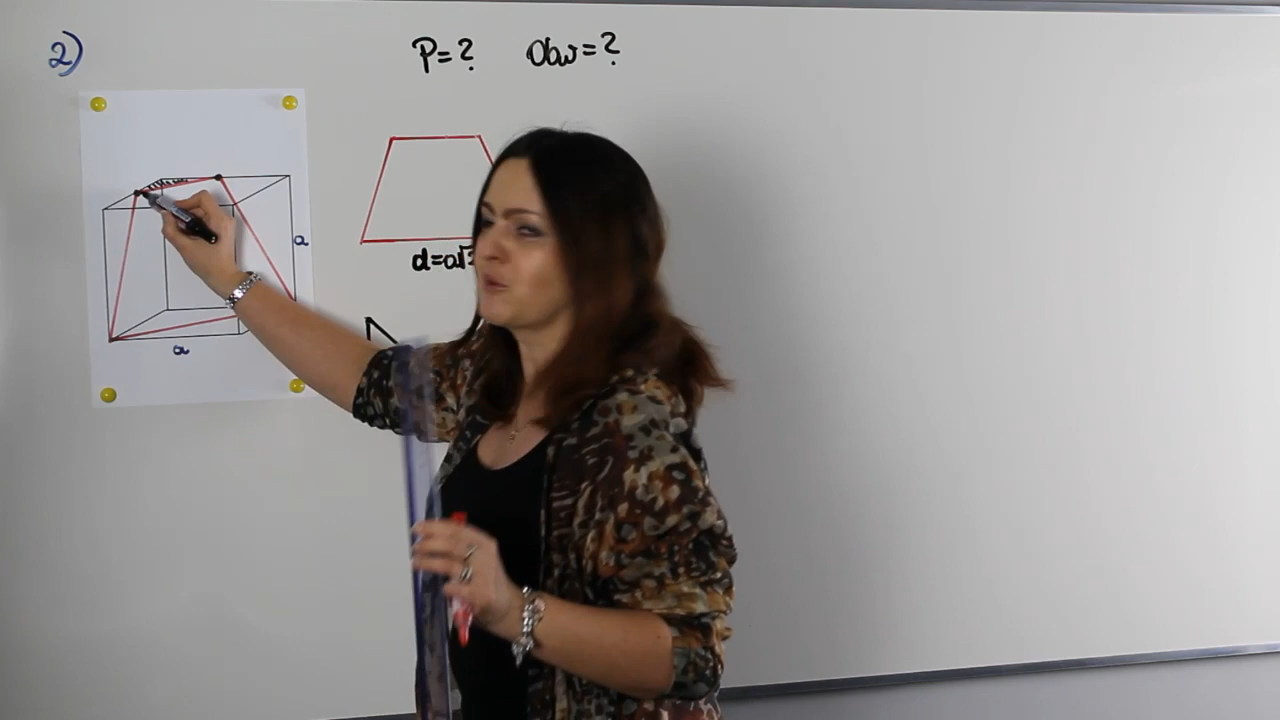 2)
P=? Obw=?
a
d=a√
a